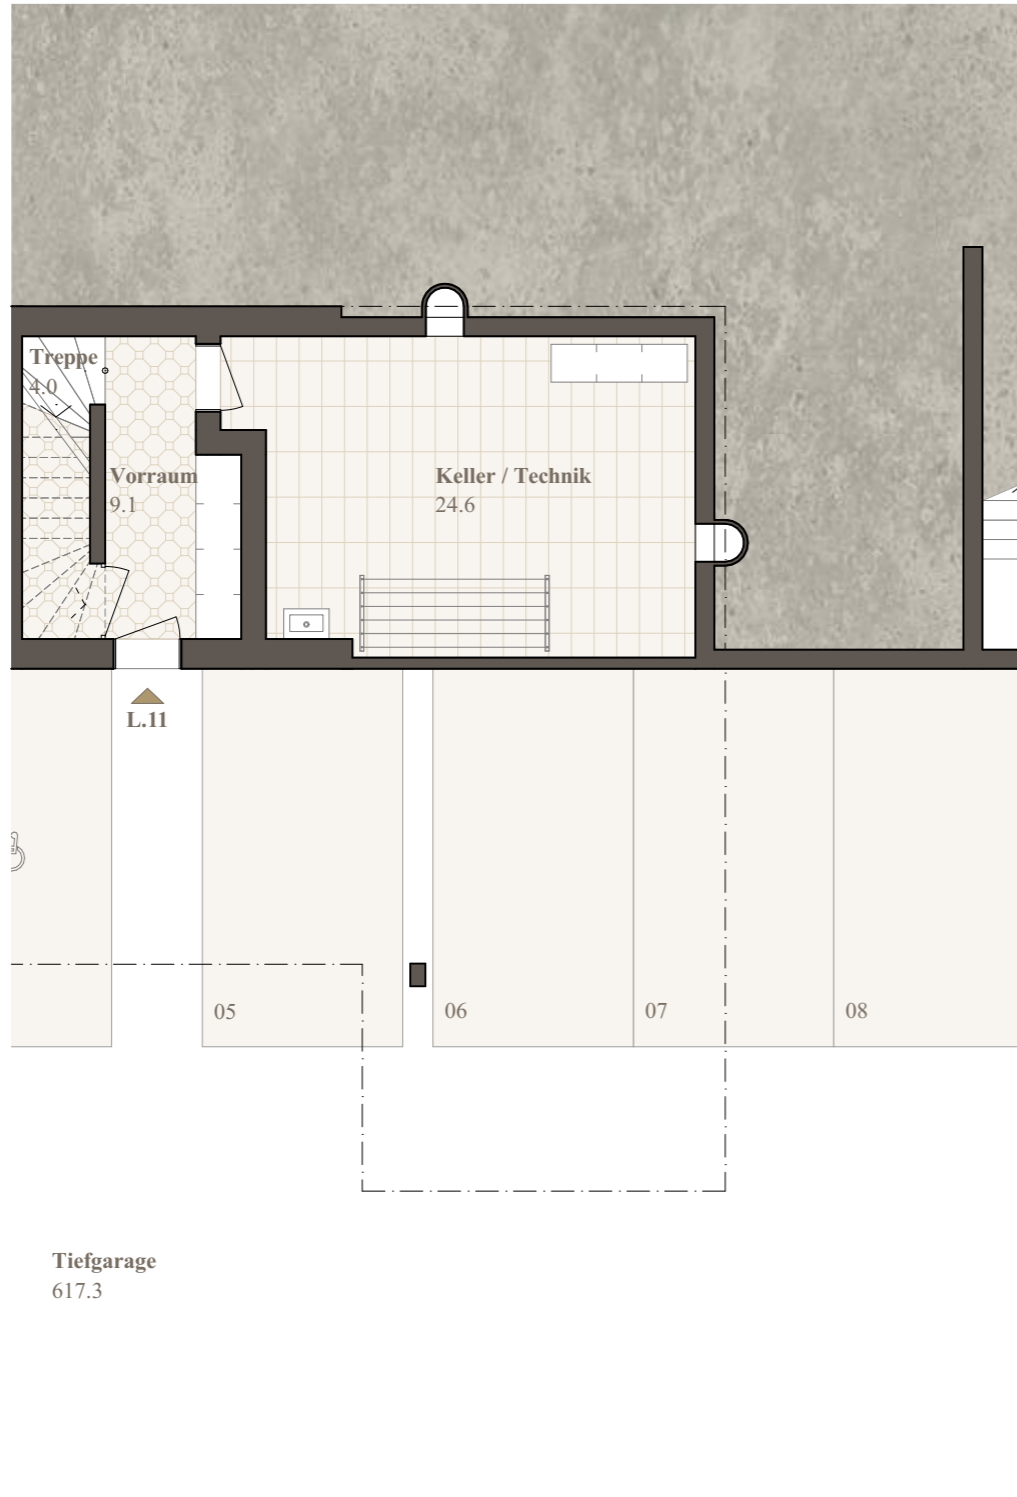 Treppe
4.0
Vorraum
9.1
Keller / Technik
24.6
L.11
05
06
07
08
Tiefgarage
617.3